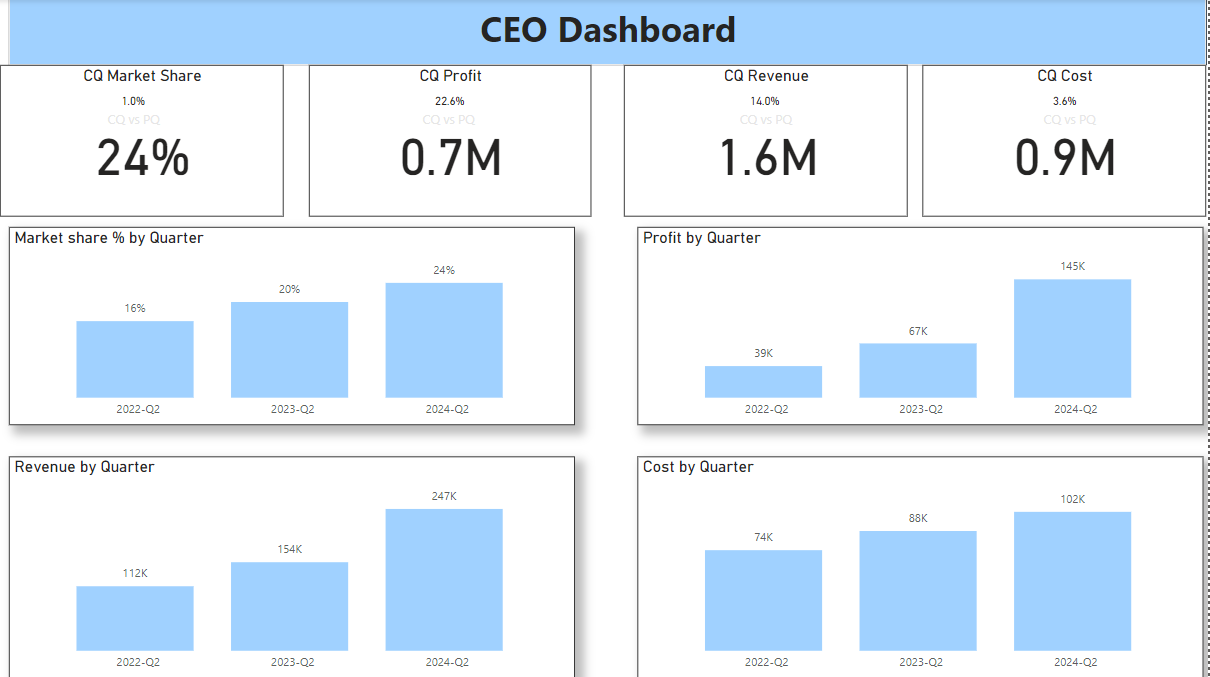 CEO Dashboard
CQ Market Share
1.0%
CQ vs PQ
24%
CQ Profit
22.6%
CQ vs PQ
0.7M
CQ Revenue
14.0%
CQ vs PQ
1.6M
CQ Cost
3.6%
CQ vs PQ
0.9M
Market share % by Quarter
16%
20%
24%
2022-Q2
2023-Q2
2024-Q2
Profit by Quarter
39K
67K
145K
2022-Q2
2023-Q2
2024-Q2
Revenue by Quarter
112K
154K
247K
2022-Q2
2023-Q2
2024-Q2
Cost by Quarter
74K
88K
102K
2022-Q2
2023-Q2
2024-Q2